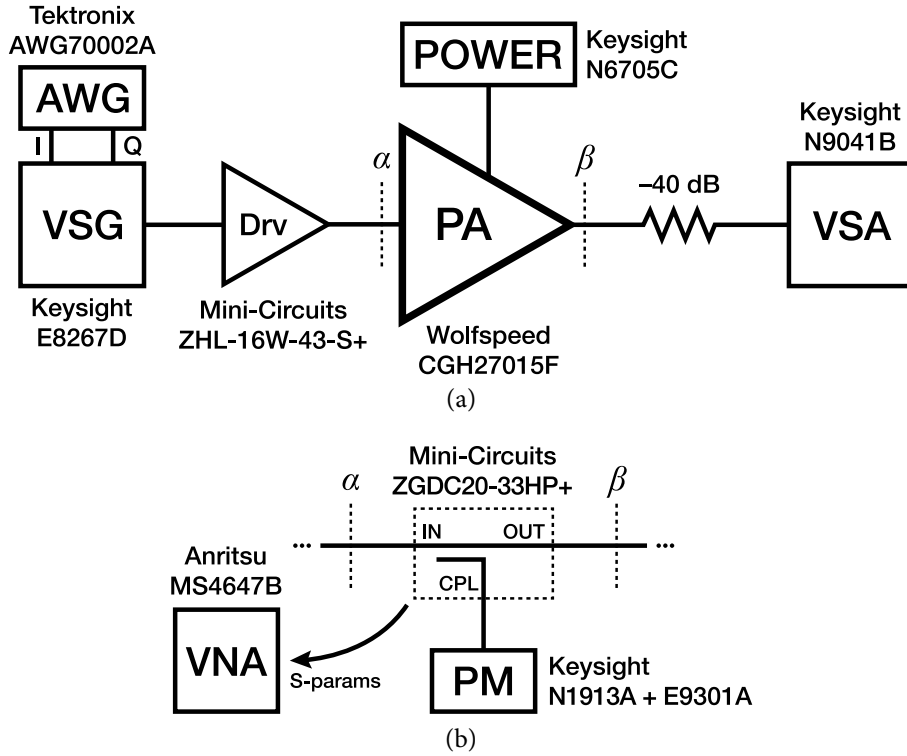 Tektronix
AWG70002A
AWG
I Q
VSG
Keysight
E8267D
Drv
Mini-Circuits
ZHL-16W-43-S+
α
POWER
Keysight
N6705C
PA
Wolfspeed
CGH27015F
β
–40 dB
Keysight
N9041B
VSA
(a)
Mini-Circuits
ZGDC20-33HP+
α
β
IN OUT
CPL
...
...
Anritsu
MS4647B
VNA
S-params
PM
Keysight
N1913A + E9301A
(b)